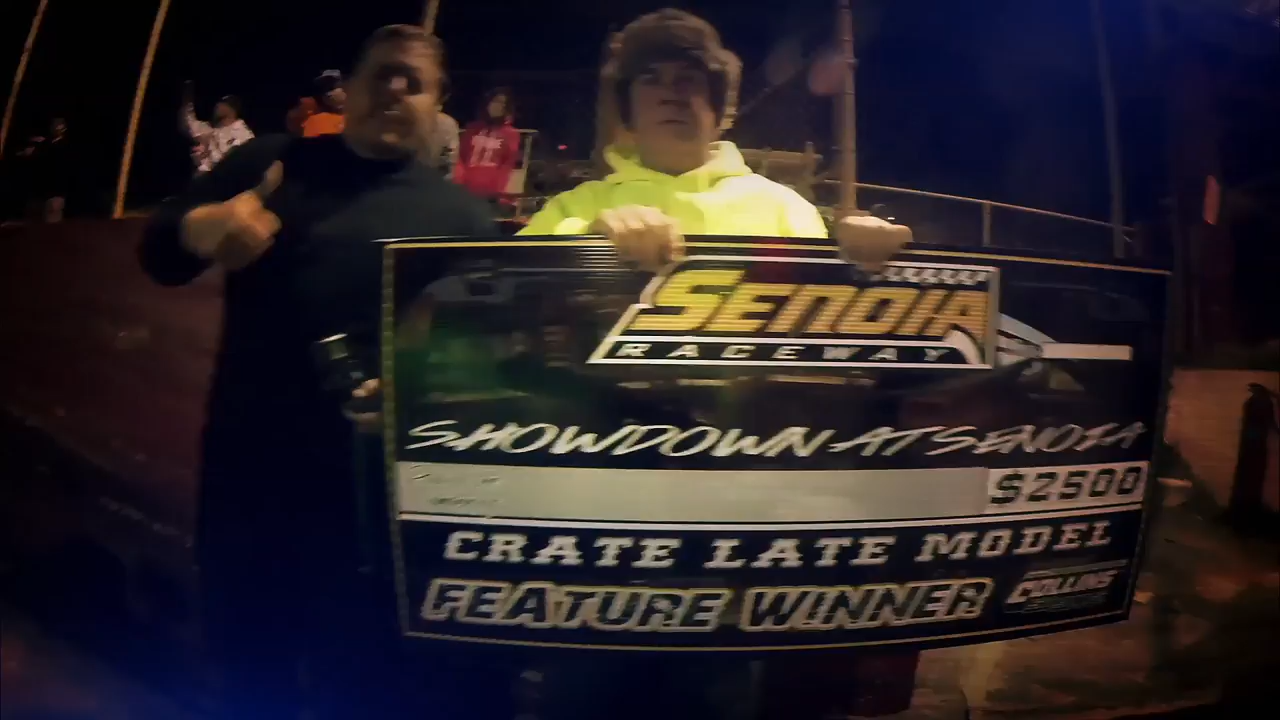 SENOIA
RACEWAY
SHOWDOWN AT SENOIA
$2500
CRATE LATE MODEL
FEATURE WINNER
COLLINS